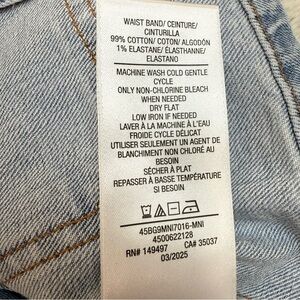 WAIST BAND/ CEINTURE/
CINTURILLA
99% COTTON/ COTON/ ALGODÓN
1% ELASTANE/ ÉLASTHANNE/
ELASTANO
MACHINE WASH COLD GENTLE
CYCLE
ONLY NON-CHLORINE BLEACH
WHEN NEEDED
DRY FLAT
LOW IRON IF NEEDED
LAVER À LA MACHINE À L'EAU
FROIDE CYCLE DÉLICAT
UTILISER SEULEMENT UN AGENT DE
BLANCHIMENT NON CHLORÉ AU
BESOIN
SÉCHER À PLAT
REPASSER À BASSE TEMPÉRATURE
SI BESOIN
45BG9MNI7016-MNI
4500622128
RN# 149497 CA# 35037
03/2025